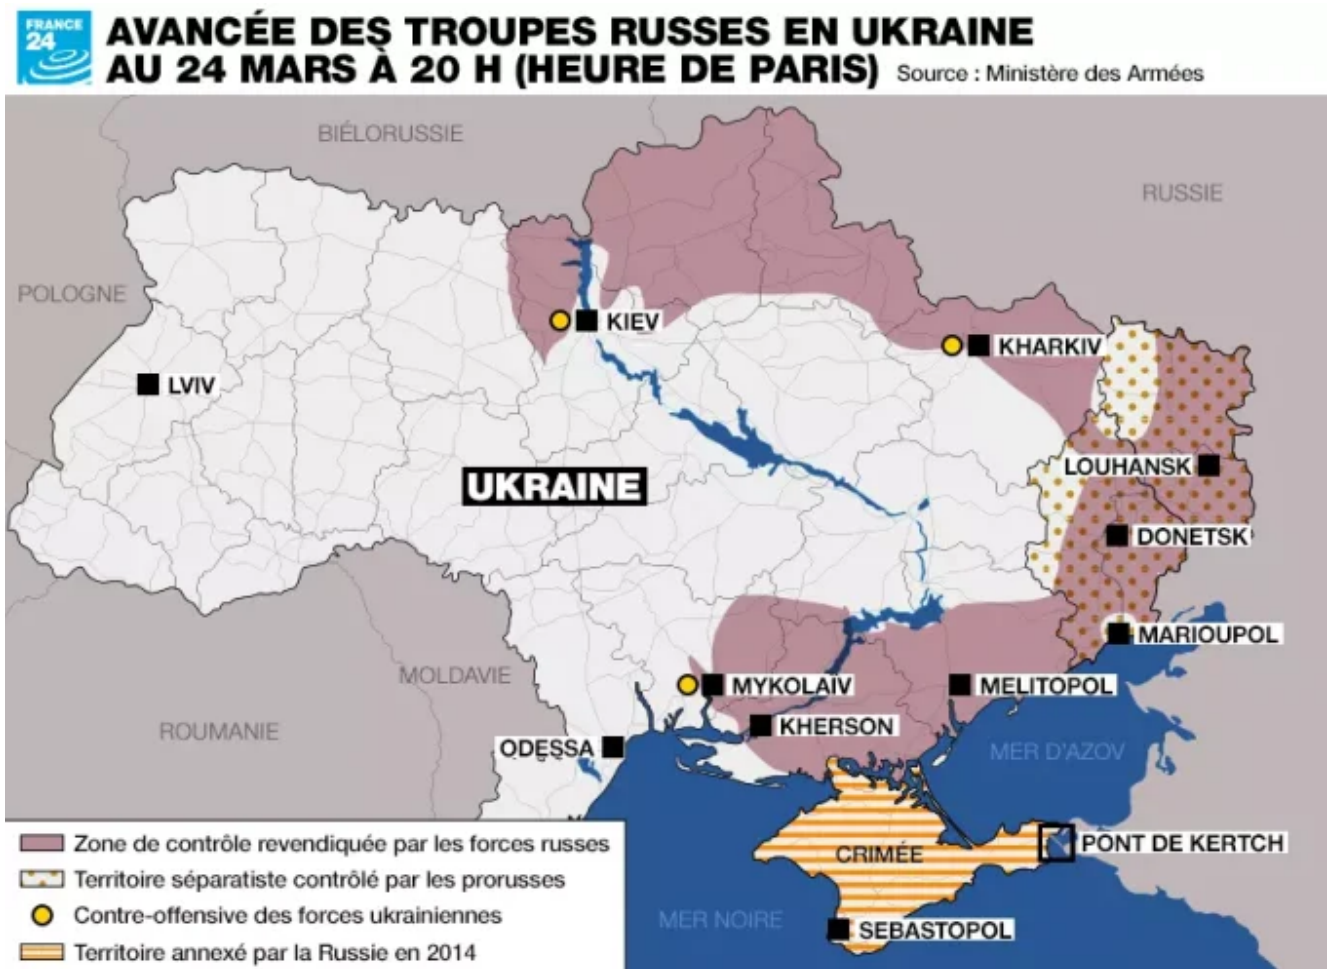 FRANCE
24
AVANCÉE DES TROUPES RUSSES EN UKRAINE
AU 24 MARS À 20 H (HEURE DE PARIS) Source : Ministère des Armées
BIÉLORUSSIE
RUSSIE
POLOGNE
KIEV
KHARKIV
LVIV
LOUHANSK
UKRAINE
DONETSK
MARIOUPOL
MOLDAVIE
MYKOLAÏV
MELITOPOL
ROUMANIE
KHERSON
ODESSA
MER D'AZOV
Zone de contrôle revendiquée par les forces russes
PONT DE KERTCH
CRIMÉE
Territoire séparatiste contrôlé par les prorusses
Contre-offensive des forces ukrainiennes
MER NOIRE
SEBASTOPOL
Territoire annexé par la Russie en 2014